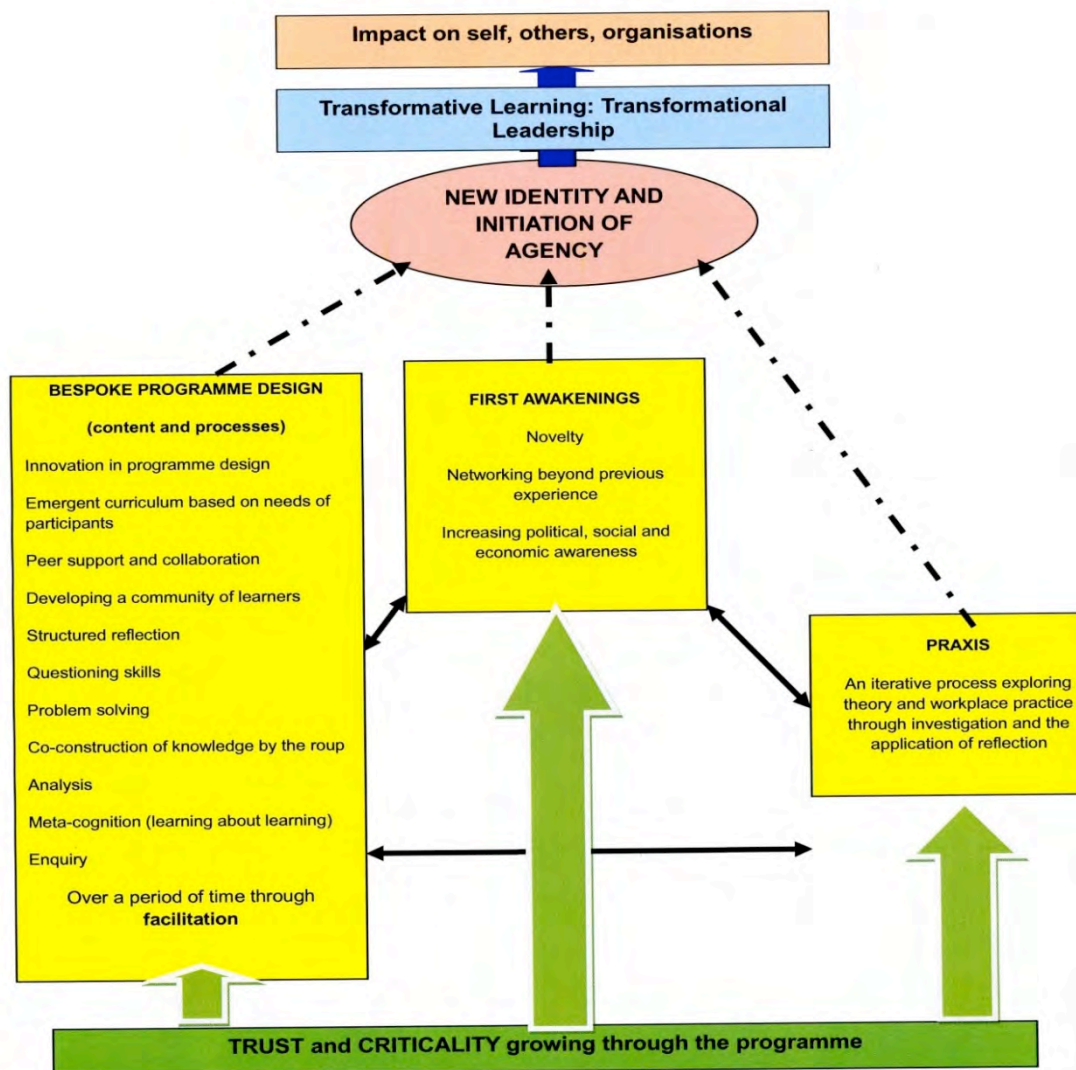 Impact on self, others, organisations
Transformative Learning: Transformational
Leadership
NEW IDENTITY AND
INITIATION OF
AGENCY
BESPOKE PROGRAMME DESIGN
(content and processes)
Innovation in programme design
Emergent curriculum based on needs of
participants
Peer support and collaboration
Developing a community of learners
Structured reflection
Questioning skills
Problem solving
Co-construction of knowledge by the roup
Analysis
Meta-cognition (learning about learning)
Enquiry
Over a period of time through
facilitation
FIRST AWAKENINGS
Novelty
Networking beyond previous
experience
Increasing political, social and
economic awareness
PRAXIS
An iterative process exploring
theory and workplace practice
through investigation and the
application of reflection
TRUST and CRITICALITY growing through the programme